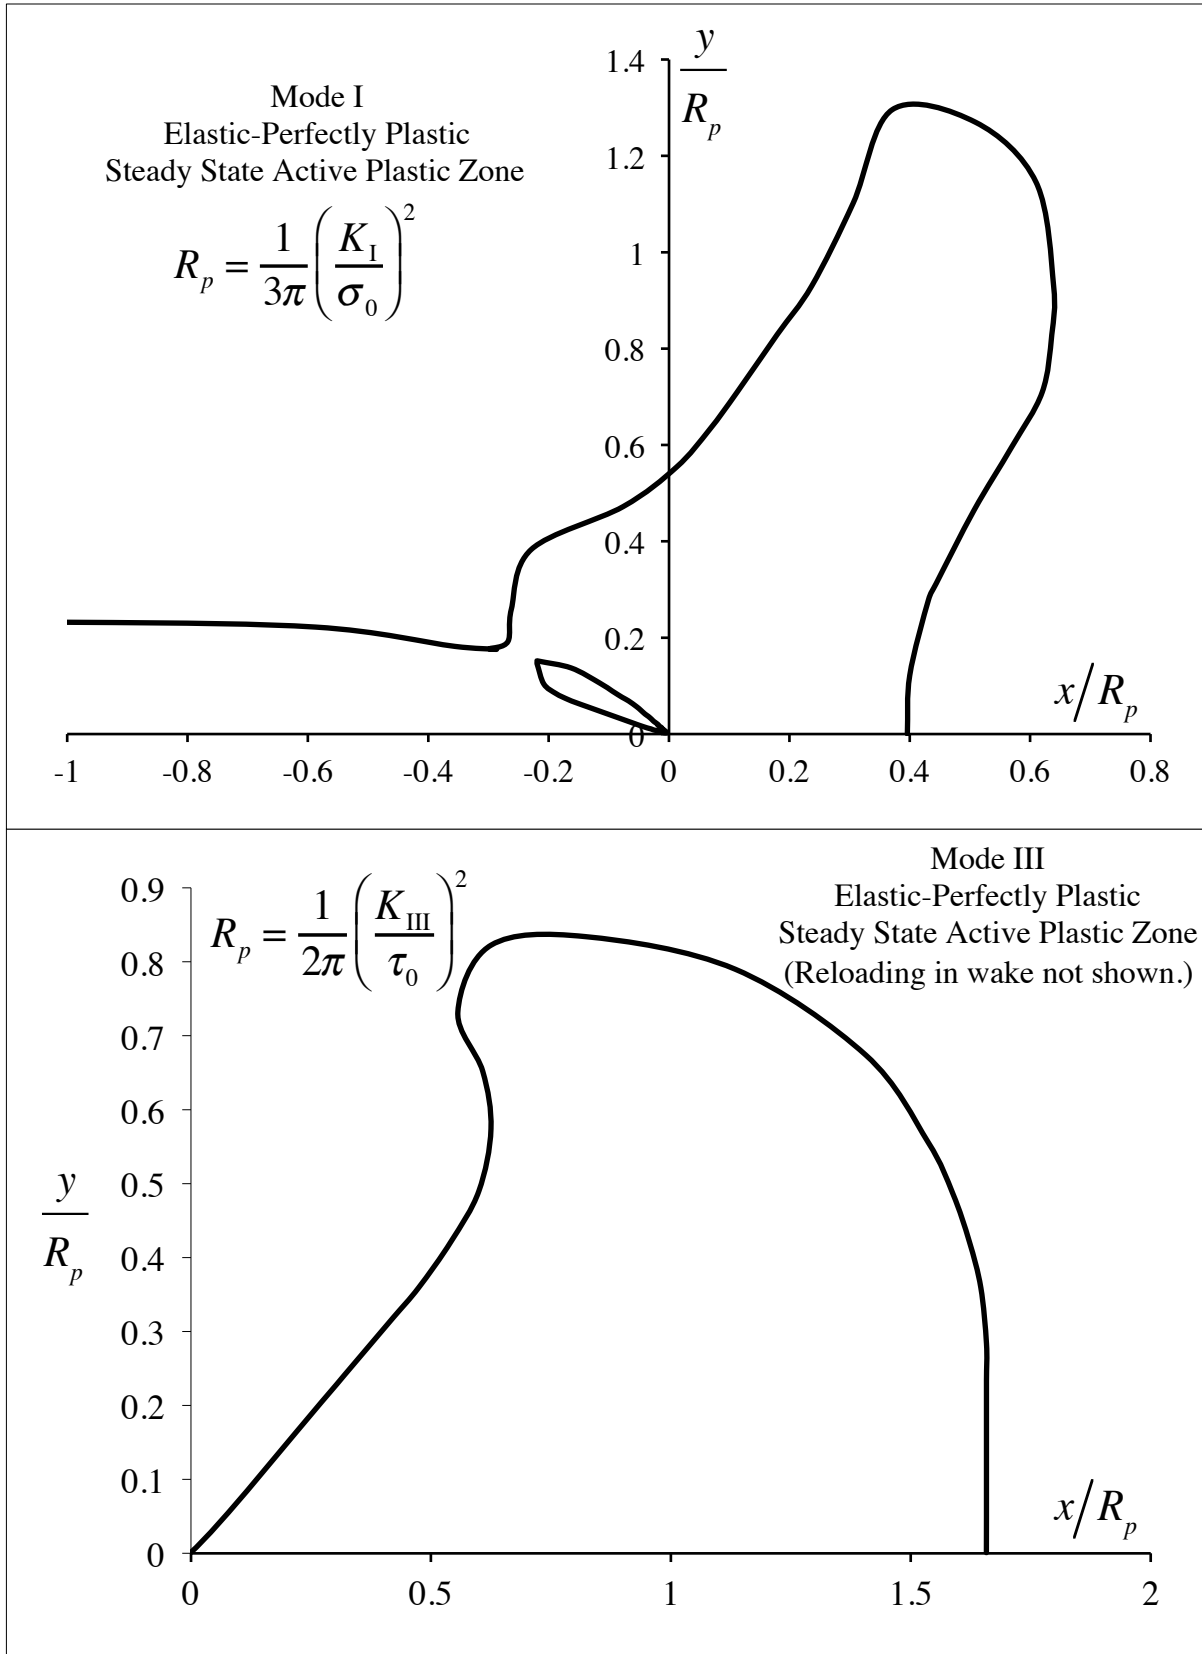 Mode I
Elastic-Perfectly Plastic
Steady State Active Plastic Zone
R_p = 1/3π (K_I/σ_0)^2
y/R_p
1.4
1.2
1
0.8
0.6
0.4
0.2
0
x/R_p
-1 -0.8 -0.6 -0.4 -0.2 0 0.2 0.4 0.6 0.8
Mode III
Elastic-Perfectly Plastic
Steady State Active Plastic Zone
(Reloading in wake not shown.)
R_p = 1/2π (K_III/τ_0)^2
0.9
0.8
0.7
0.6
0.5
0.4
0.3
0.2
0.1
0
y/R_p
x/R_p
0 0.5 1 1.5 2